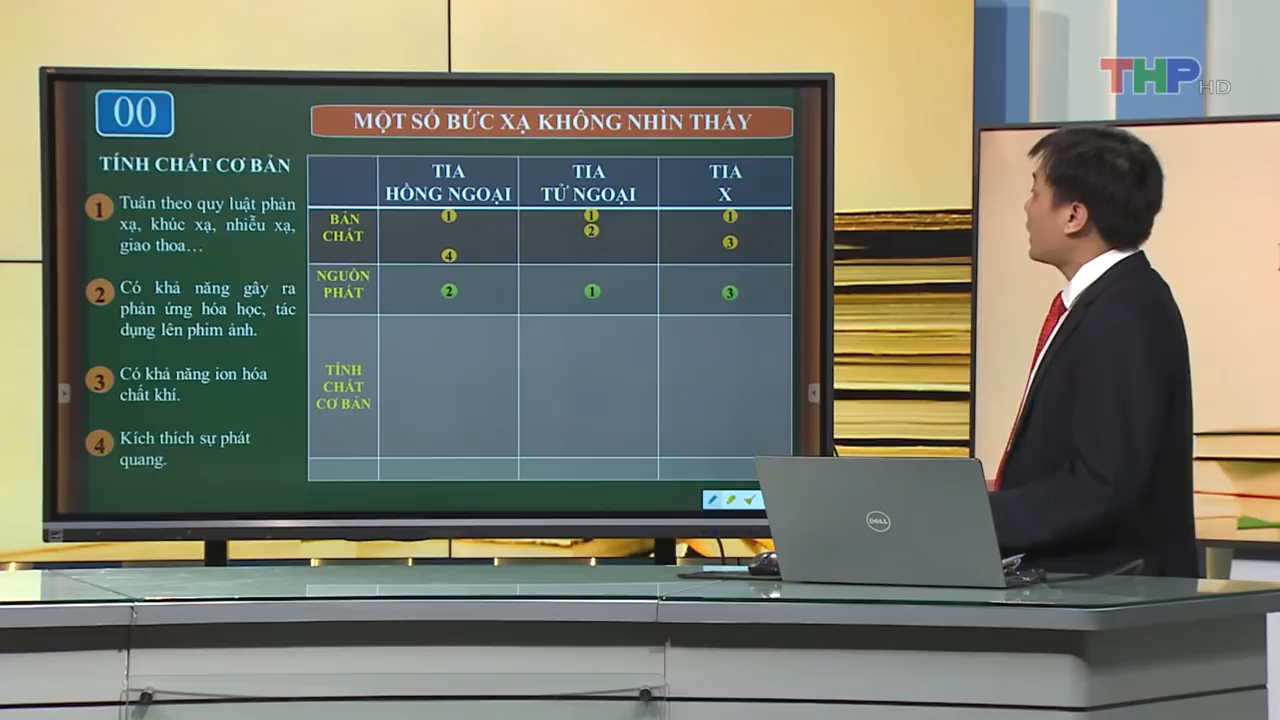 THP HD
00
MỘT SỐ BỨC XẠ KHÔNG NHÌN THẤY
TÍNH CHẤT CƠ BẢN
1 Tuân theo quy luật phản
xạ, khúc xạ, nhiễu xạ,
giao thoa…
2 Có khả năng gây ra
phản ứng hóa học, tác
dụng lên phim ảnh.
3 Có khả năng ion hóa
chất khí.
4 Kích thích sự phát
quang.
TIA
HỒNG NGOẠI
TIA
TỬ NGOẠI
TIA
X
BẢN
CHẤT
1
4
1
2
1
3
NGUỒN
PHÁT
2
1
3
TÍNH
CHẤT
CƠ BẢN
DELL